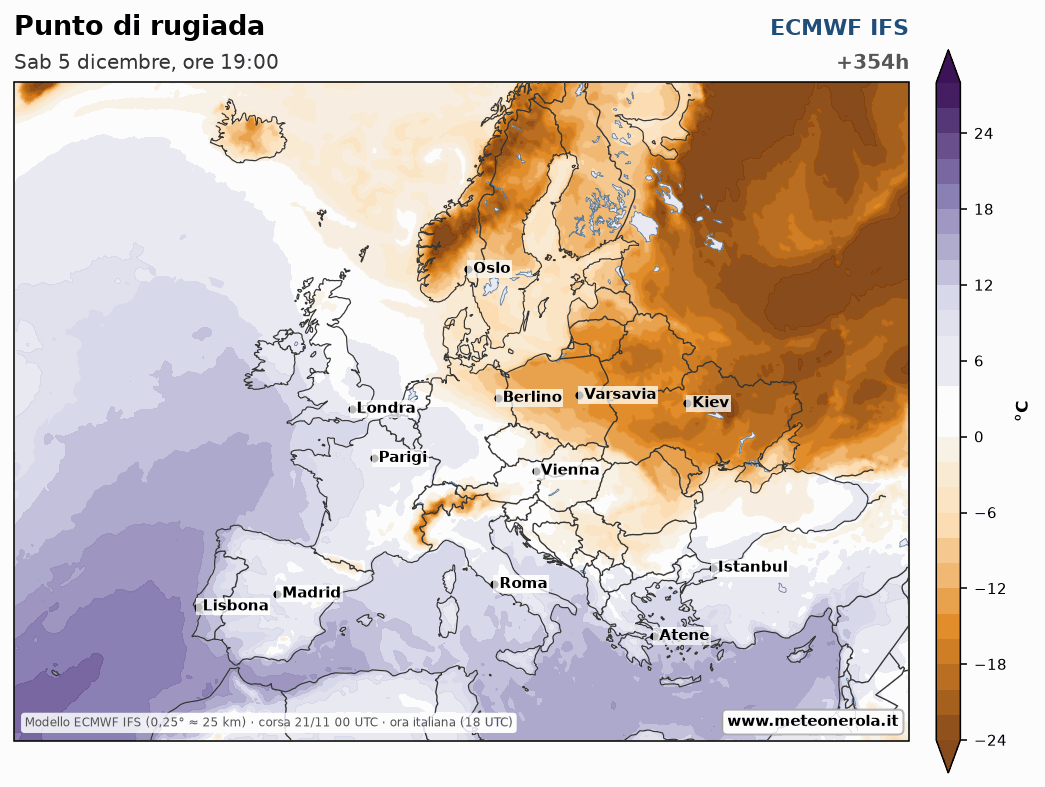 Punto di rugiada
ECMWF IFS
Sab 5 dicembre, ore 19:00
+354h
Oslo
Londra
Berlino
Varsavia
Kiev
Parigi
Vienna
Istanbul
Roma
Madrid
Lisbona
Atene
24
18
12
6
0
−6
−12
−18
−24
°C
Modello ECMWF IFS (0,25° ≈ 25 km) · corsa 21/11 00 UTC · ora italiana (18 UTC)
www.meteonerola.it